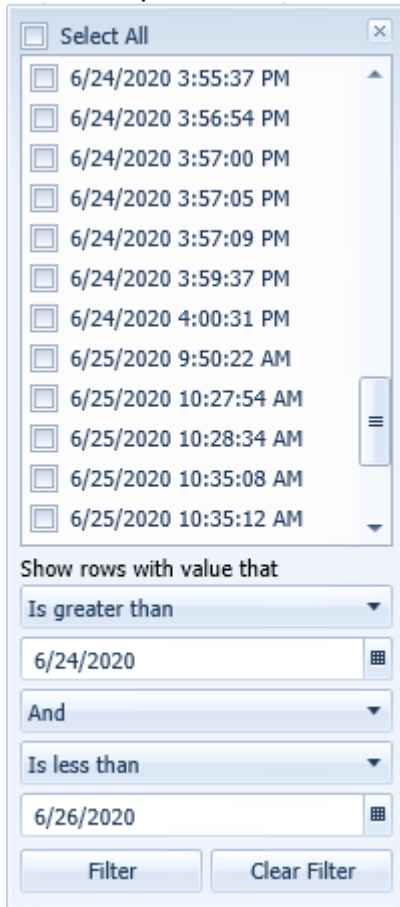 Select All
6/24/2020 3:55:37 PM
6/24/2020 3:56:54 PM
6/24/2020 3:57:00 PM
6/24/2020 3:57:05 PM
6/24/2020 3:57:09 PM
6/24/2020 3:59:37 PM
6/24/2020 4:00:31 PM
6/25/2020 9:50:22 AM
6/25/2020 10:27:54 AM
6/25/2020 10:28:34 AM
6/25/2020 10:35:08 AM
6/25/2020 10:35:12 AM
Show rows with value that
Is greater than
6/24/2020
And
Is less than
6/26/2020
Filter Clear Filter